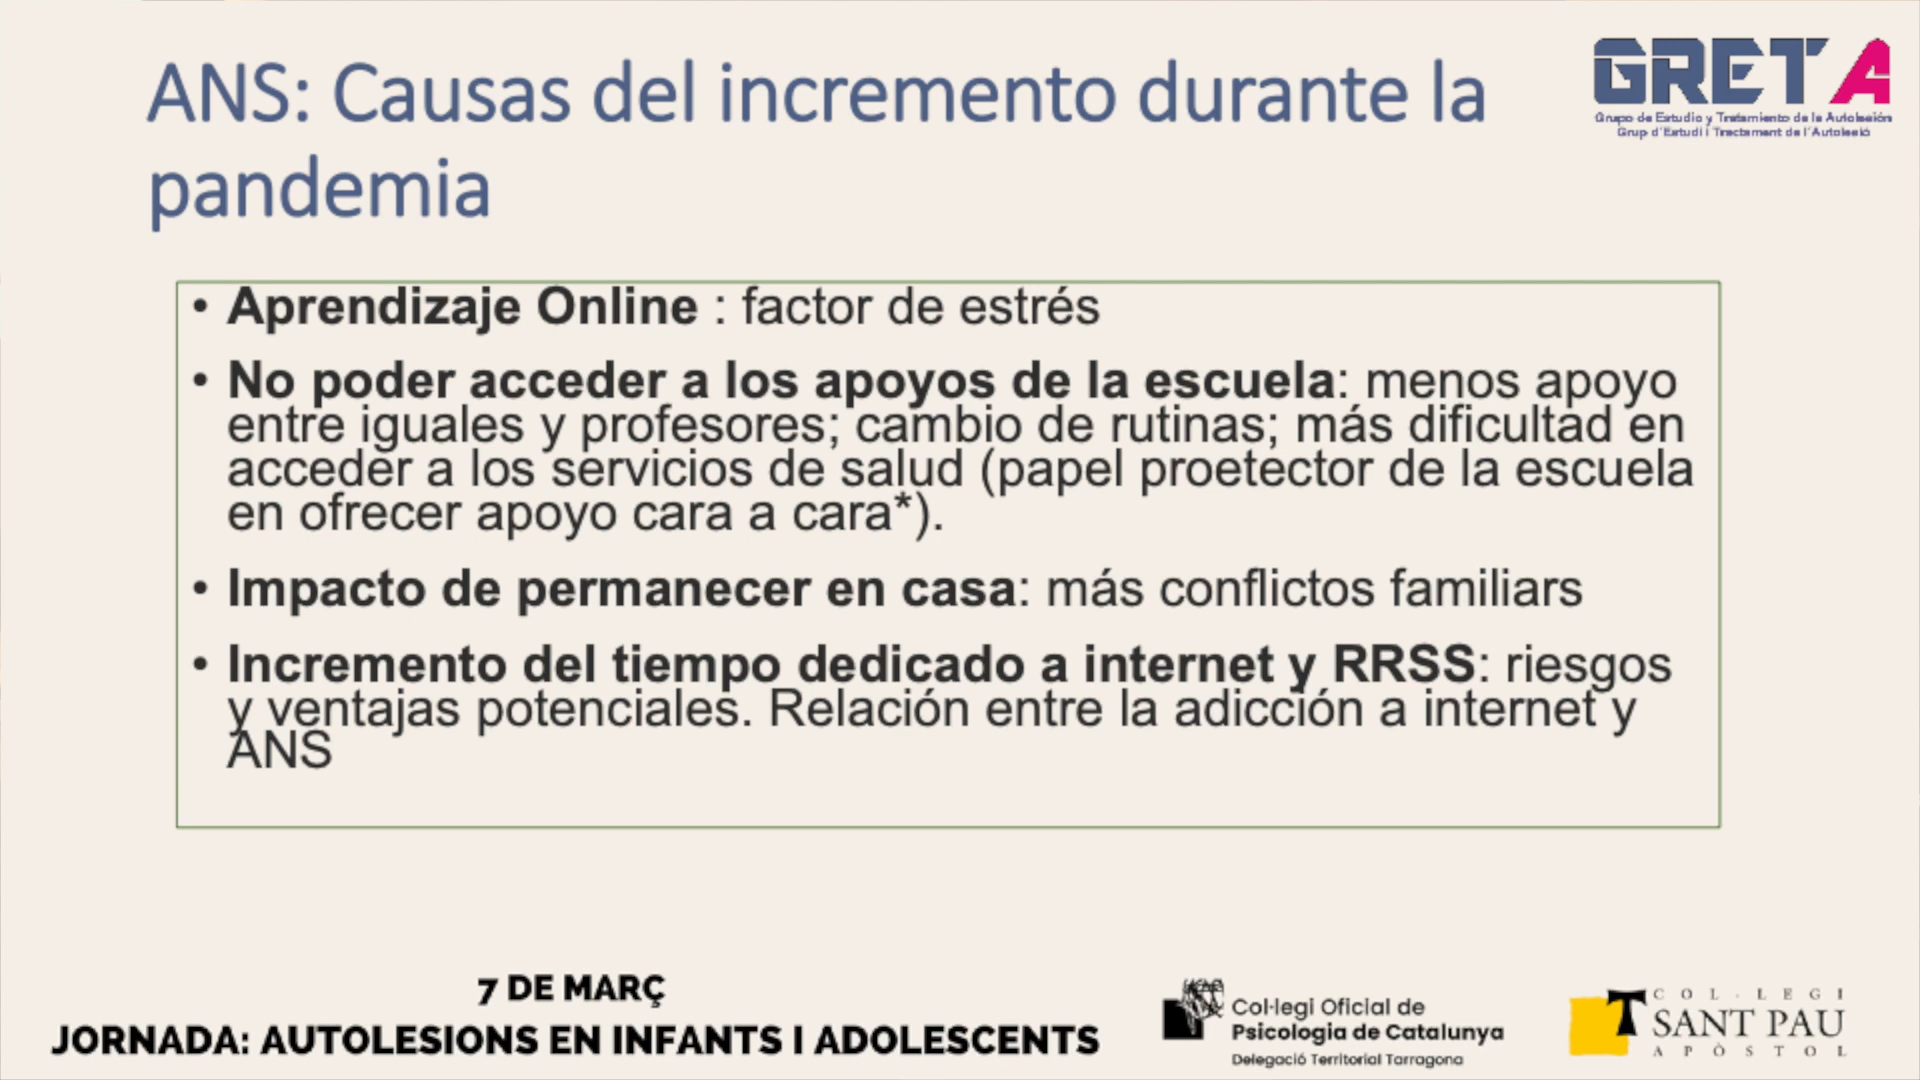 ANS: Causas del incremento durante la
pandemia
GRETA
Grupo de Estudio y Tratamiento de la Autolesión
Grup d'Estudi i Tractament de l'Autolesió
• Aprendizaje Online : factor de estrés
• No poder acceder a los apoyos de la escuela: menos apoyo
entre iguales y profesores; cambio de rutinas; más dificultad en
acceder a los servicios de salud (papel proetector de la escuela
en ofrecer apoyo cara a cara*).
• Impacto de permanecer en casa: más conflictos familiars
• Incremento del tiempo dedicado a internet y RRSS: riesgos
y ventajas potenciales. Relación entre la adicción a internet y
ANS
7 DE MARÇ
JORNADA: AUTOLESIONS EN INFANTS I ADOLESCENTS
Col·legi Oficial de
Psicologia de Catalunya
Delegació Territorial Tarragona
COL·LEGI
SANT PAU
APÒSTOL